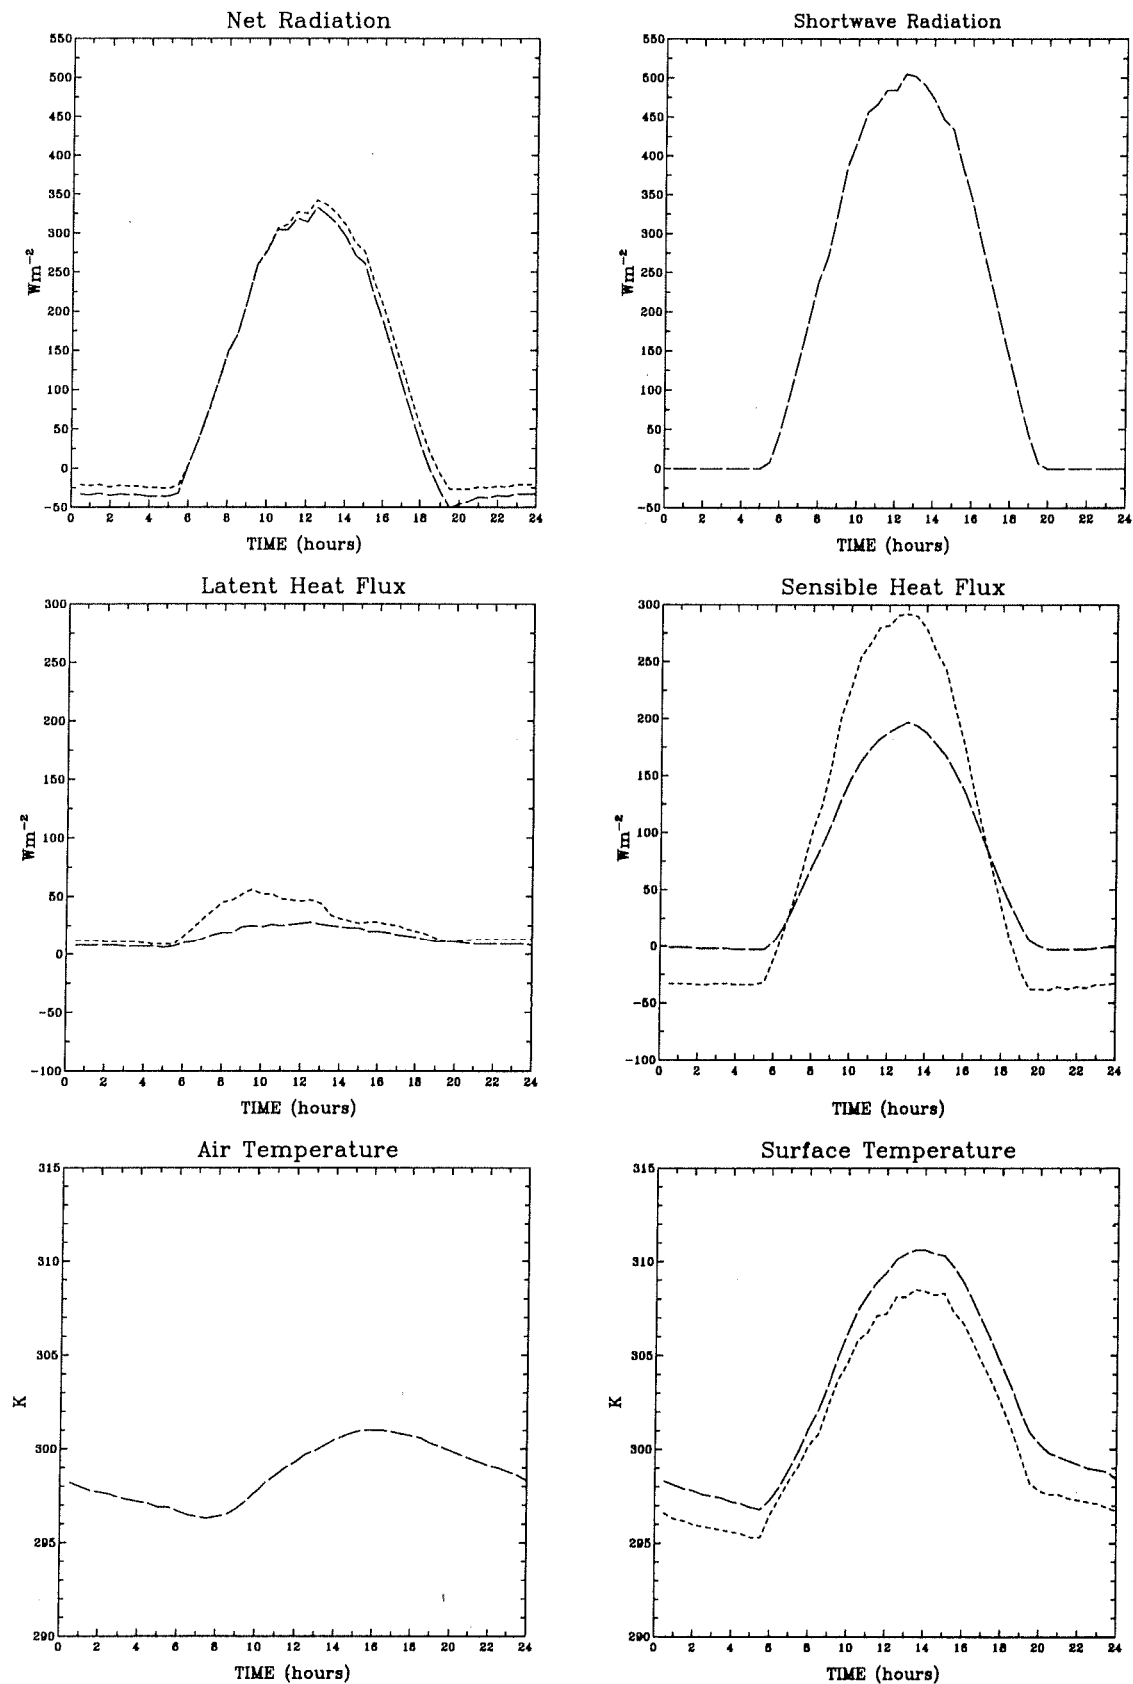 Net Radiation
550
500
450
400
350
300
250
200
150
100
50
0
-50
Wm⁻²
0 2 4 6 8 10 12 14 16 18 20 22 24
TIME (hours)
Shortwave Radiation
550
500
450
400
350
300
250
200
150
100
50
0
-50
Wm⁻²
0 2 4 6 8 10 12 14 16 18 20 22 24
TIME (hours)
Latent Heat Flux
300
250
200
150
100
50
0
-50
-100
Wm⁻²
0 2 4 6 8 10 12 14 16 18 20 22 24
TIME (hours)
Sensible Heat Flux
300
250
200
150
100
50
0
-50
-100
Wm⁻²
0 2 4 6 8 10 12 14 16 18 20 22 24
TIME (hours)
Air Temperature
315
310
305
300
295
290
K
0 2 4 6 8 10 12 14 16 18 20 22 24
TIME (hours)
Surface Temperature
315
310
305
300
295
290
K
0 2 4 6 8 10 12 14 16 18 20 22 24
TIME (hours)